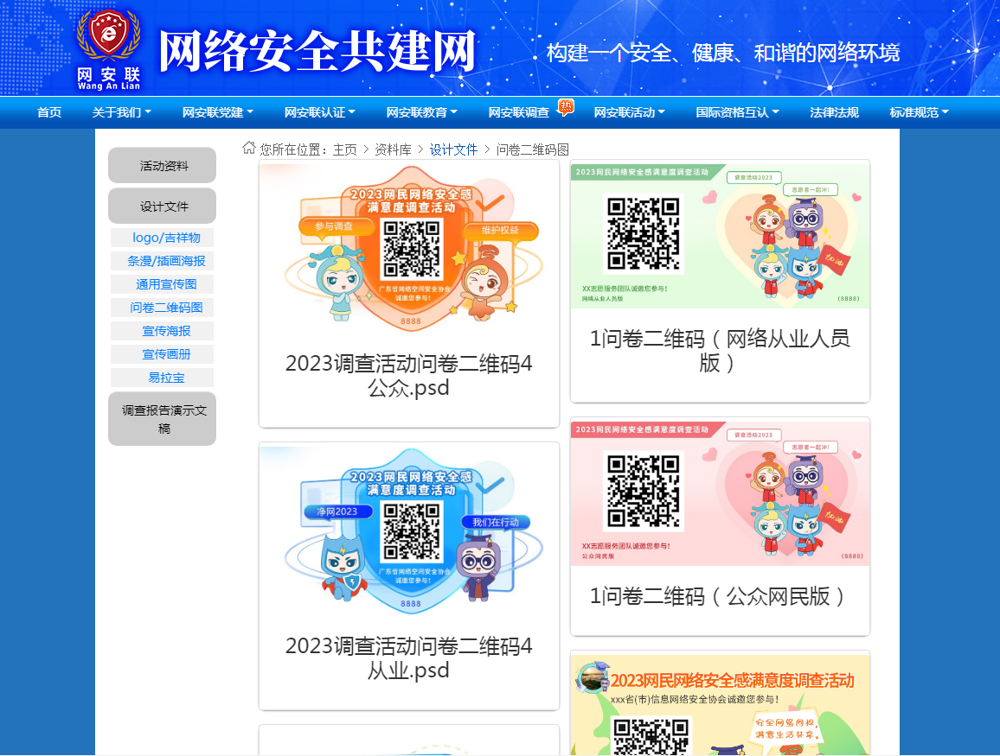 网安联
Wang An Lian
网络安全共建网
构建一个安全、健康、和谐的网络环境
首页
关于我们
网安联党建
网安联认证
网安联教育
网安联调查
热
网安联活动
国际资格互认
法律法规
标准规范
活动资料
设计文件
logo/吉祥物
条漫/插画海报
通用宣传图
问卷二维码图
宣传海报
宣传画册
易拉宝
调查报告演示文
稿
您所在位置：主页 > 资料库 > 设计文件 > 问卷二维码图
2023网民网络安全感
满意度调查活动
参与调查
维护权益
广东省网络空间安全协会
诚邀您参与！
8888
2023调查活动问卷二维码4
公众.psd
2023网民网络安全感满意度调查活动
调查活动2023
志愿者一起冲！
加油
XX志愿服务团队诚邀您参与！
网络从业人员版
(8888)
1问卷二维码（网络从业人员
版）
2023网民网络安全感
满意度调查活动
净网2023
我们在行动
广东省网络空间安全协会
诚邀您参与！
8888
2023调查活动问卷二维码4
从业.psd
2023网民网络安全感满意度调查活动
调查活动2023
志愿者一起冲！
加油
XX志愿服务团队诚邀您参与！
公众网民版
(8888)
1问卷二维码（公众网民版）
2023网民网络安全感满意度调查活动
xxx省(市)信息网络安全协会诚邀您参与！
安全网络同担，
满意生活共享。